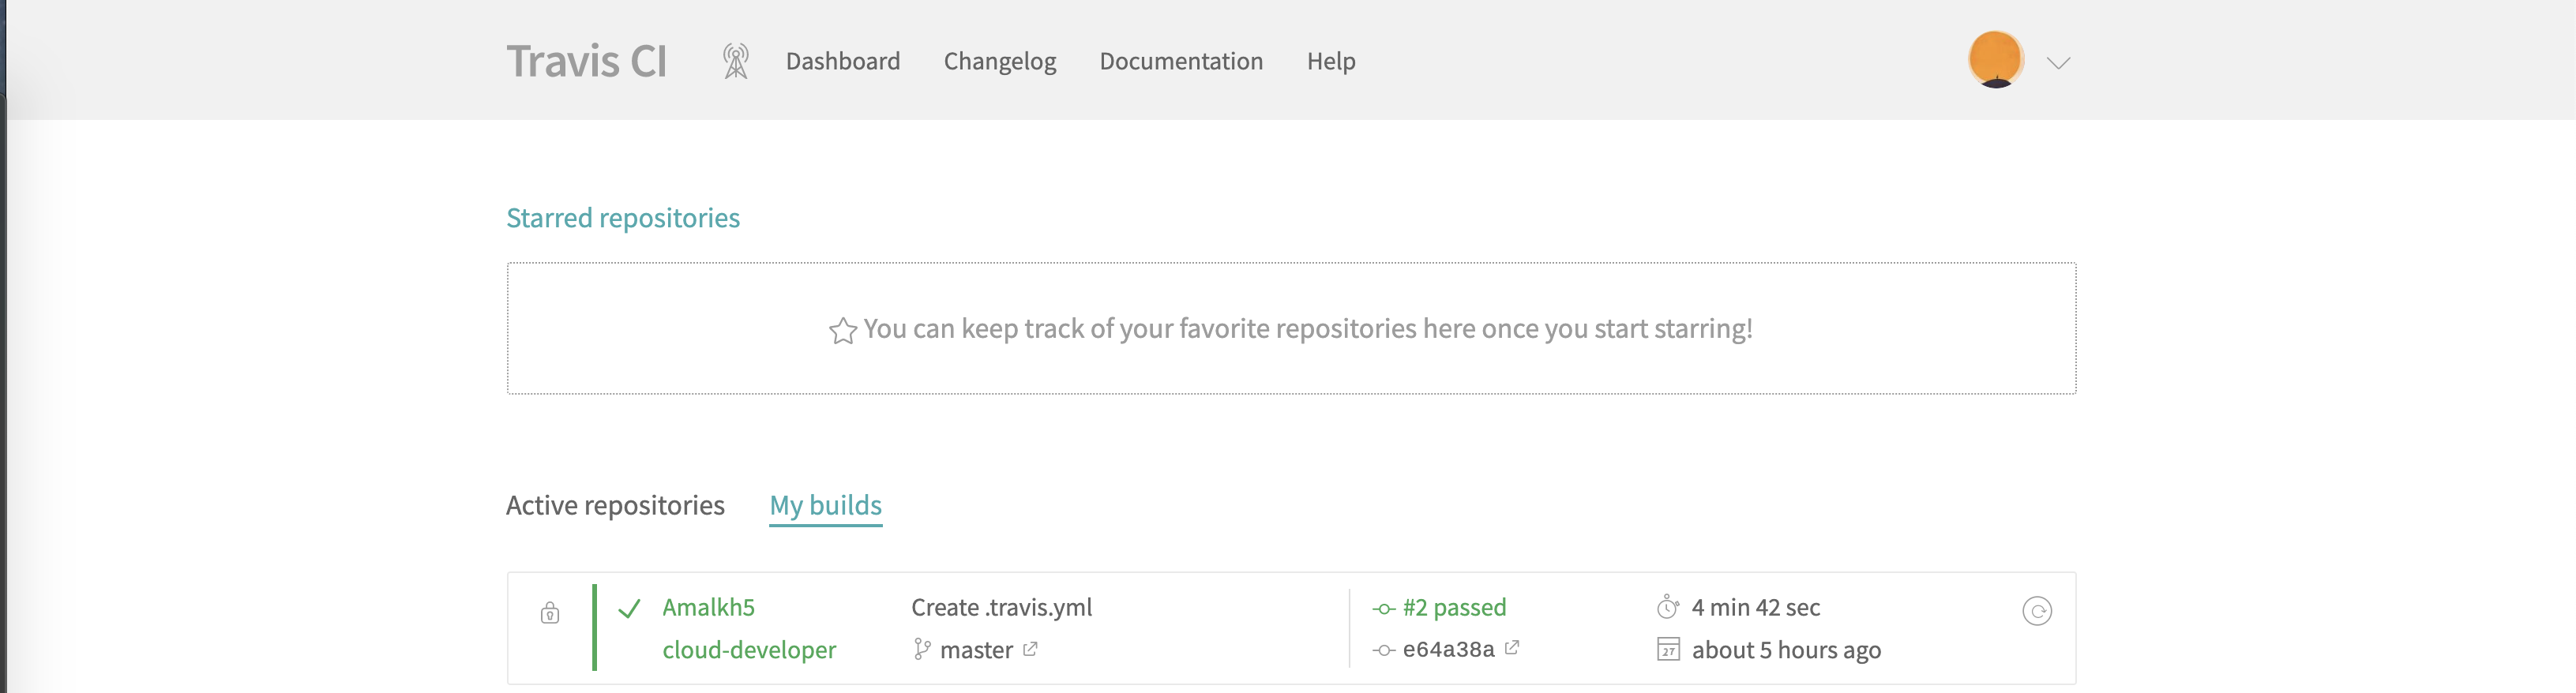 Travis CI Dashboard Changelog Documentation Help
Starred repositories
You can keep track of your favorite repositories here once you start starring!
Active repositories My builds
Amalkh5 Create .travis.yml #2 passed 4 min 42 sec
cloud-developer master e64a38a 27 about 5 hours ago